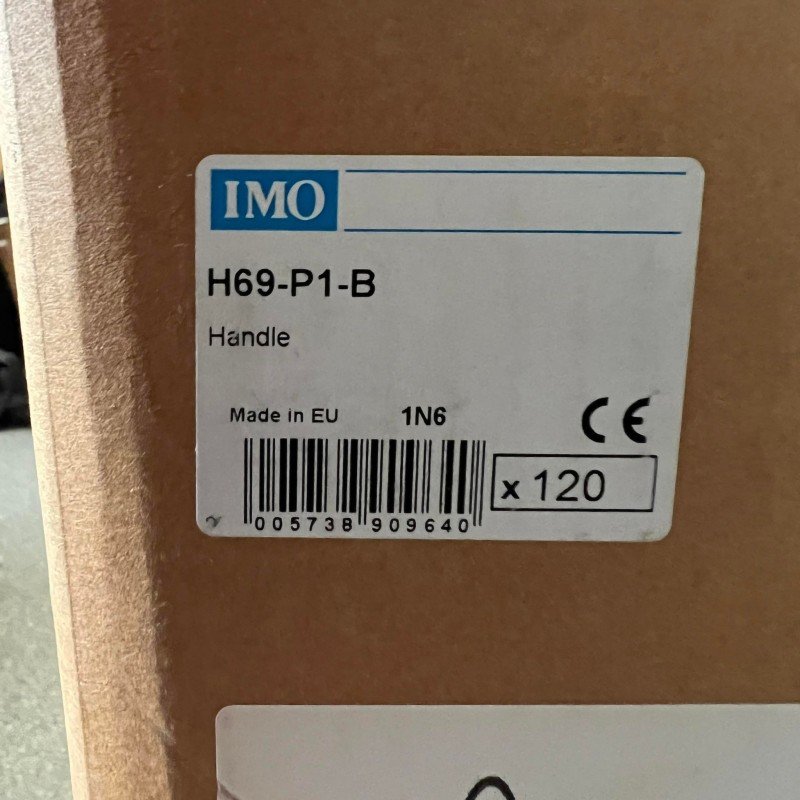 IMO
H69-P1-B
Handle
Made in EU 1N6 CE
x 120
005738 909640